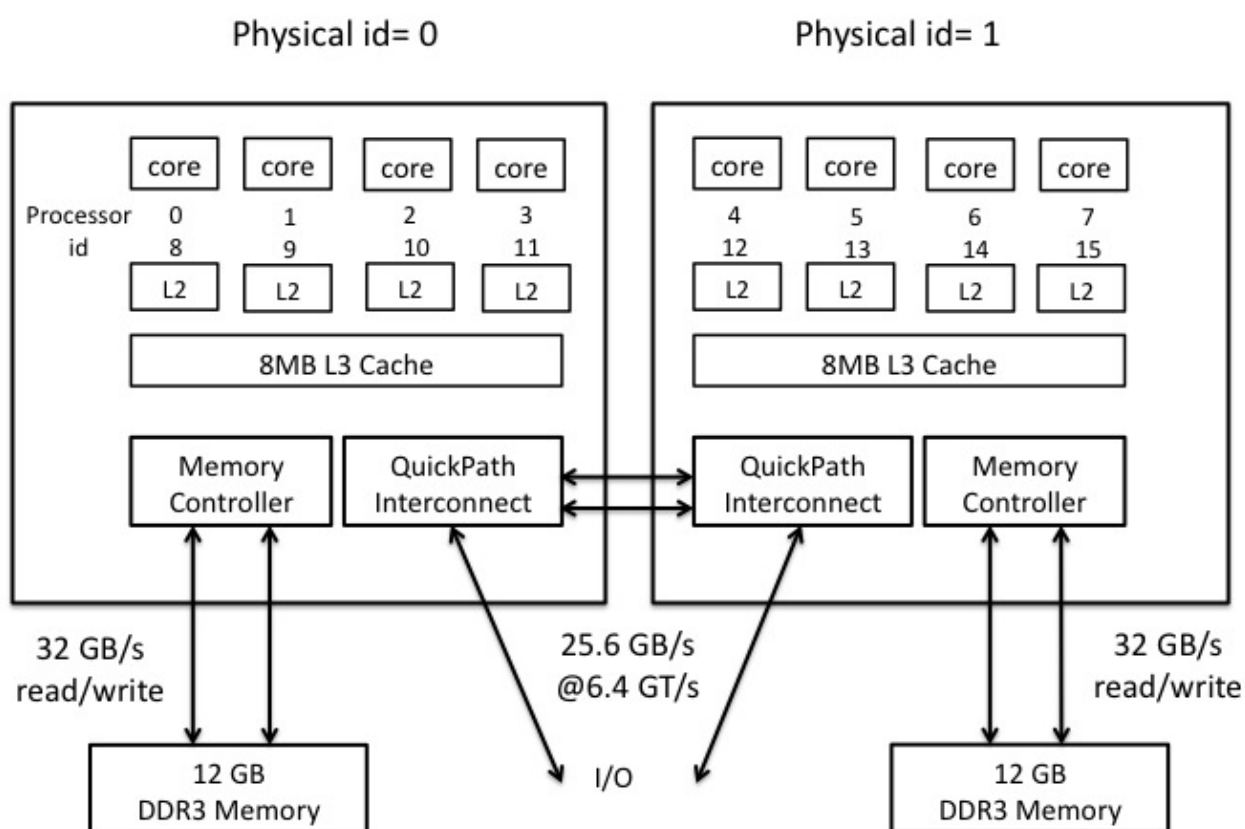 Physical id= 0
Physical id= 1
core core core core
core core core core
Processor 0 1 2 3
id 8 9 10 11
4 5 6 7
12 13 14 15
L2 L2 L2 L2
L2 L2 L2 L2
8MB L3 Cache
8MB L3 Cache
Memory
Controller
QuickPath
Interconnect
QuickPath
Interconnect
Memory
Controller
32 GB/s
read/write
25.6 GB/s
@6.4 GT/s
32 GB/s
read/write
12 GB
DDR3 Memory
I/O
12 GB
DDR3 Memory